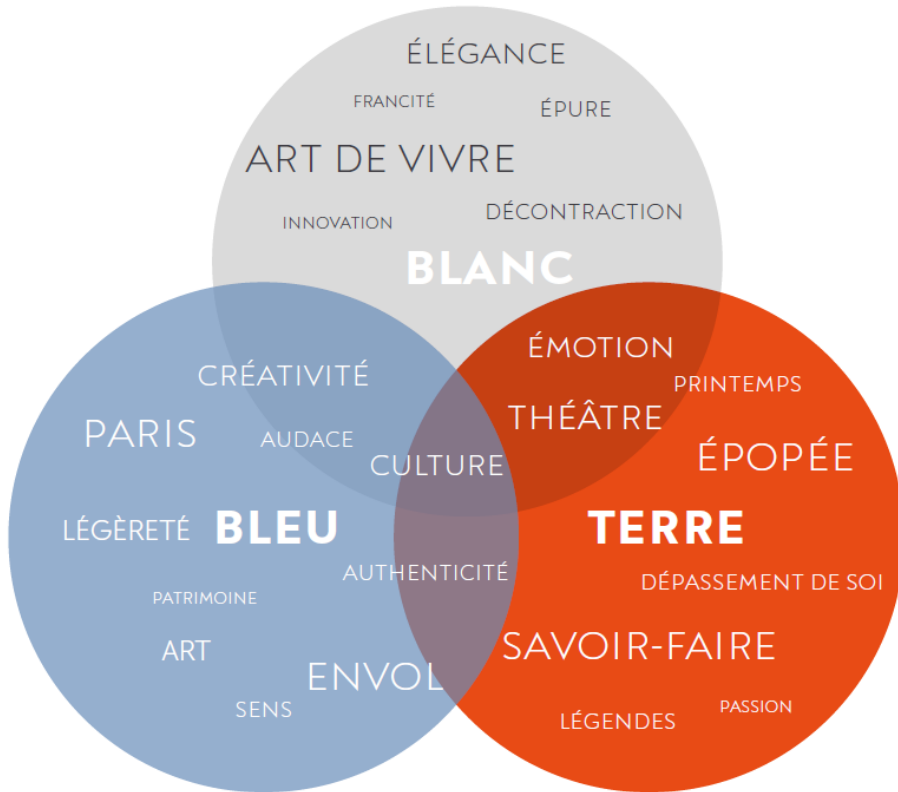 ÉLÉGANCE
FRANCITÉ
ÉPURE
ART DE VIVRE
INNOVATION
DÉCONTRACTION
BLANC
ÉMOTION
CRÉATIVITÉ
PRINTEMPS
THÉÂTRE
PARIS
AUDACE
CULTURE
ÉPOPÉE
LÉGÈRETÉ
BLEU
TERRE
AUTHENTICITÉ
DÉPASSEMENT DE SOI
PATRIMOINE
ART
SAVOIR-FAIRE
ENVOL
SENS
LÉGENDES
PASSION